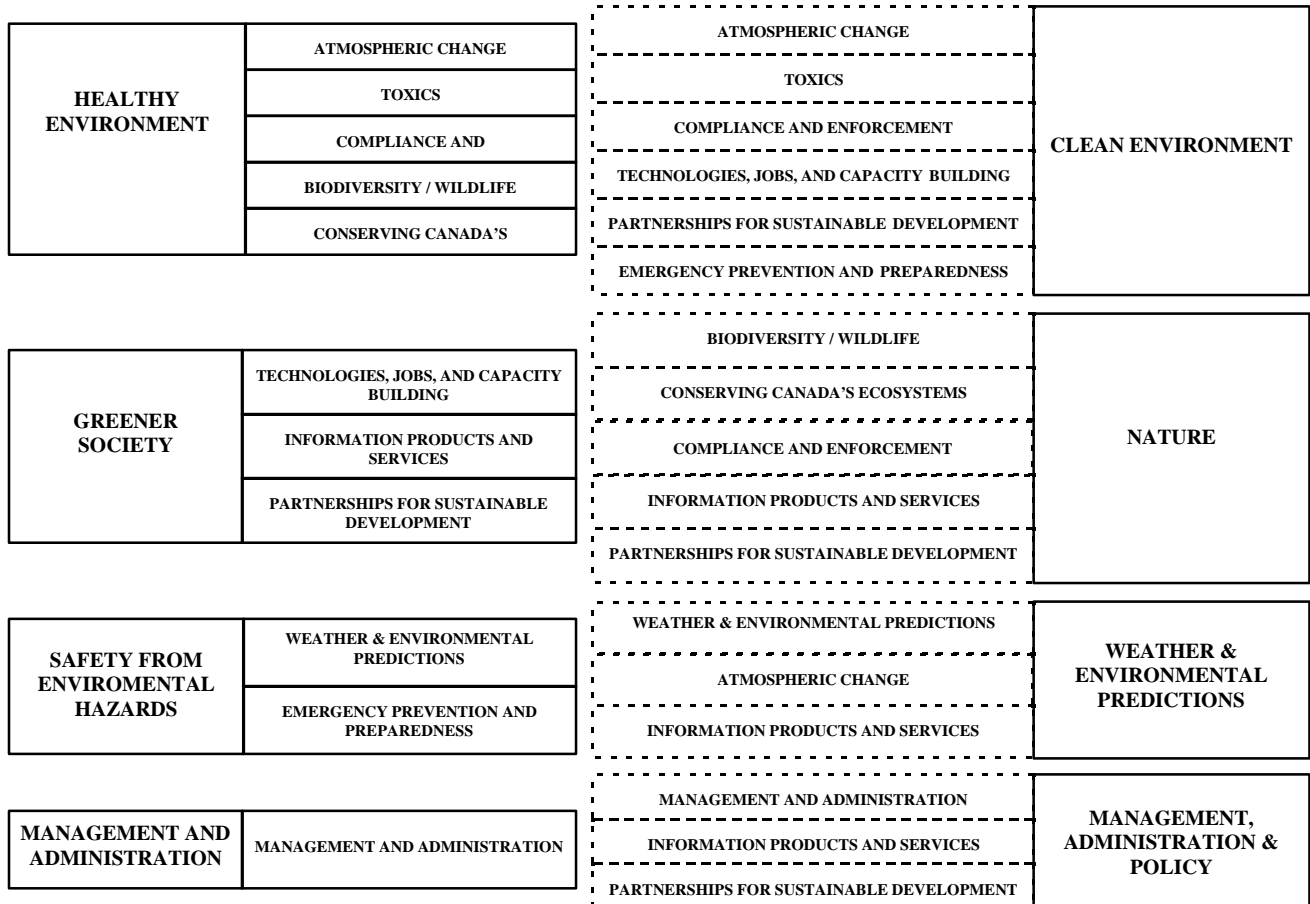 HEALTHY
ENVIRONMENT
ATMOSPHERIC CHANGE
TOXICS
COMPLIANCE AND
BIODIVERSITY / WILDLIFE
CONSERVING CANADA'S
ATMOSPHERIC CHANGE
TOXICS
COMPLIANCE AND ENFORCEMENT
TECHNOLOGIES, JOBS, AND CAPACITY BUILDING
PARTNERSHIPS FOR SUSTAINABLE DEVELOPMENT
EMERGENCY PREVENTION AND PREPAREDNESS
CLEAN ENVIRONMENT
GREENER
SOCIETY
TECHNOLOGIES, JOBS, AND CAPACITY
BUILDING
INFORMATION PRODUCTS AND
SERVICES
PARTNERSHIPS FOR SUSTAINABLE
DEVELOPMENT
BIODIVERSITY / WILDLIFE
CONSERVING CANADA'S ECOSYSTEMS
COMPLIANCE AND ENFORCEMENT
INFORMATION PRODUCTS AND SERVICES
PARTNERSHIPS FOR SUSTAINABLE DEVELOPMENT
NATURE
SAFETY FROM
ENVIROMENTAL
HAZARDS
WEATHER & ENVIRONMENTAL
PREDICTIONS
EMERGENCY PREVENTION AND
PREPAREDNESS
WEATHER & ENVIRONMENTAL PREDICTIONS
ATMOSPHERIC CHANGE
INFORMATION PRODUCTS AND SERVICES
WEATHER &
ENVIRONMENTAL
PREDICTIONS
MANAGEMENT AND
ADMINISTRATION
MANAGEMENT AND ADMINISTRATION
MANAGEMENT AND ADMINISTRATION
INFORMATION PRODUCTS AND SERVICES
PARTNERSHIPS FOR SUSTAINABLE DEVELOPMENT
MANAGEMENT,
ADMINISTRATION &
POLICY